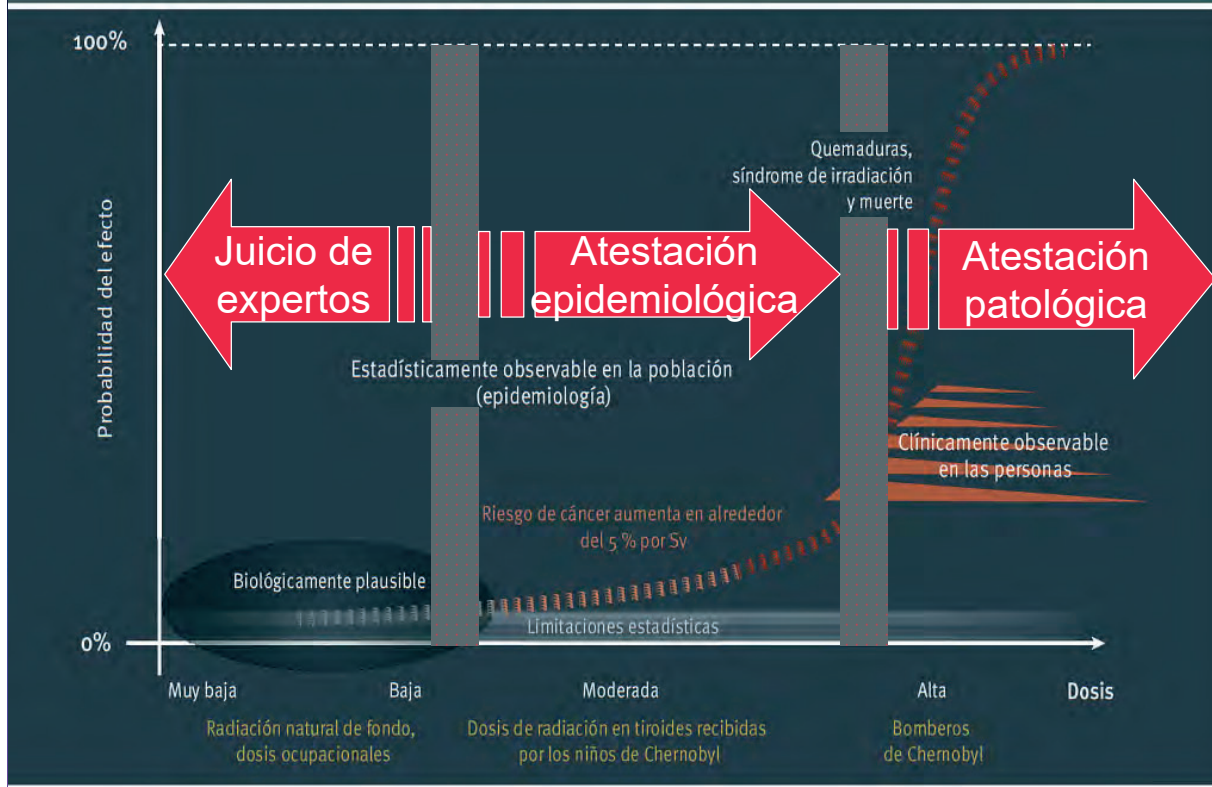 100%
Quemaduras,
síndrome de irradiación
y muerte
Probabilidad del efecto
Juicio de
expertos
Atestación
epidemiológica
Atestación
patológica
Estadísticamente observable en la población
(epidemiología)
Clínicamente observable
en las personas
Riesgo de cáncer aumenta en alrededor
del 5 % por Sv
Biológicamente plausible
Limitaciones estadísticas
0%
Muy baja
Baja
Moderada
Alta
Dosis
Radiación natural de fondo,
dosis ocupacionales
Dosis de radiación en tiroides recibidas
por los niños de Chernobyl
Bomberos
de Chernobyl